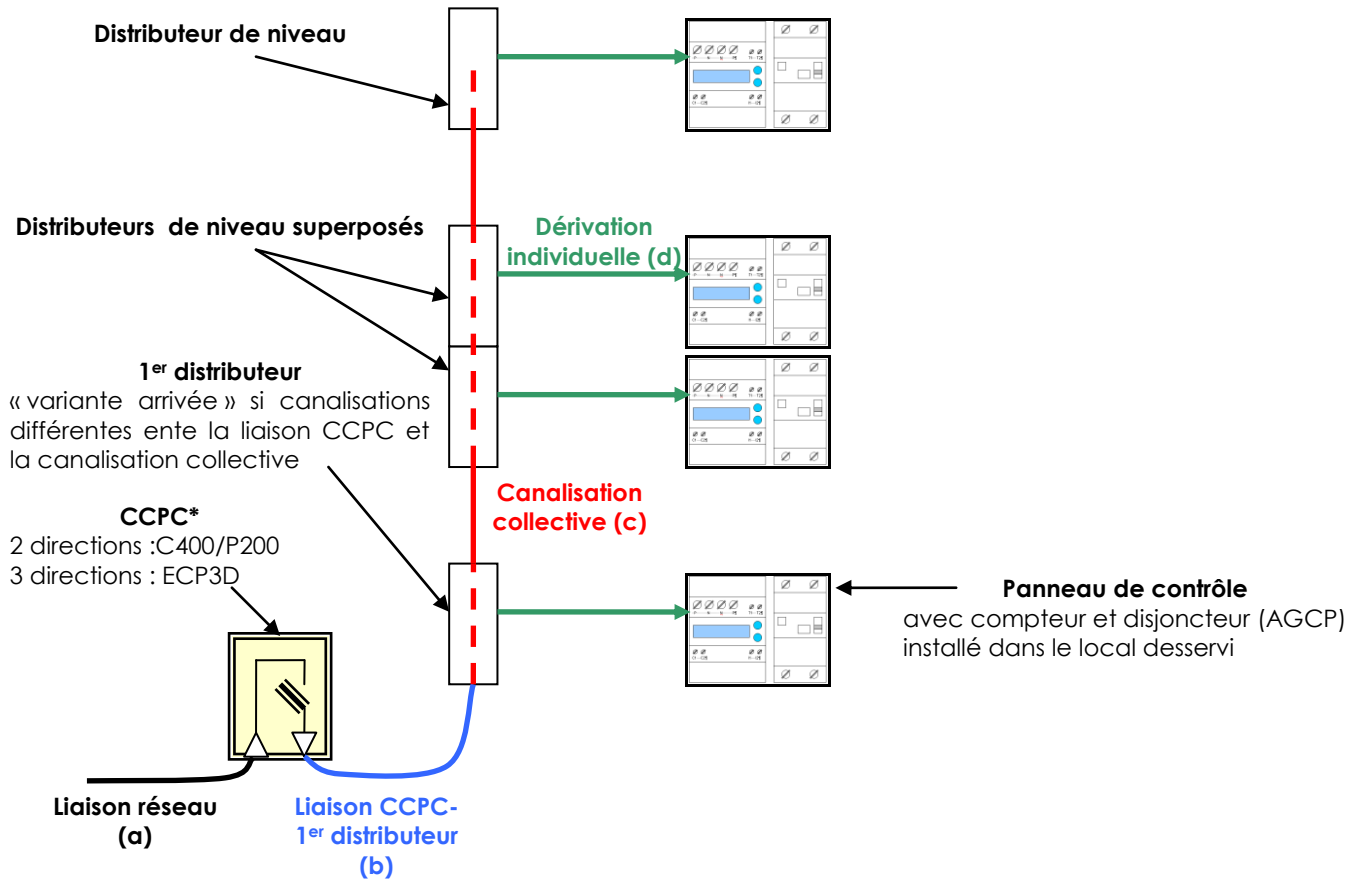 Distributeur de niveau
Distributeurs de niveau superposés
Dérivation
individuelle (d)
1er distributeur
« variante arrivée » si canalisations
différentes ente la liaison CCPC et
la canalisation collective
Canalisation
collective (c)
CCPC*
2 directions :C400/P200
3 directions : ECP3D
Panneau de contrôle
avec compteur et disjoncteur (AGCP)
installé dans le local desservi
Liaison réseau
(a)
Liaison CCPC-
1er distributeur
(b)